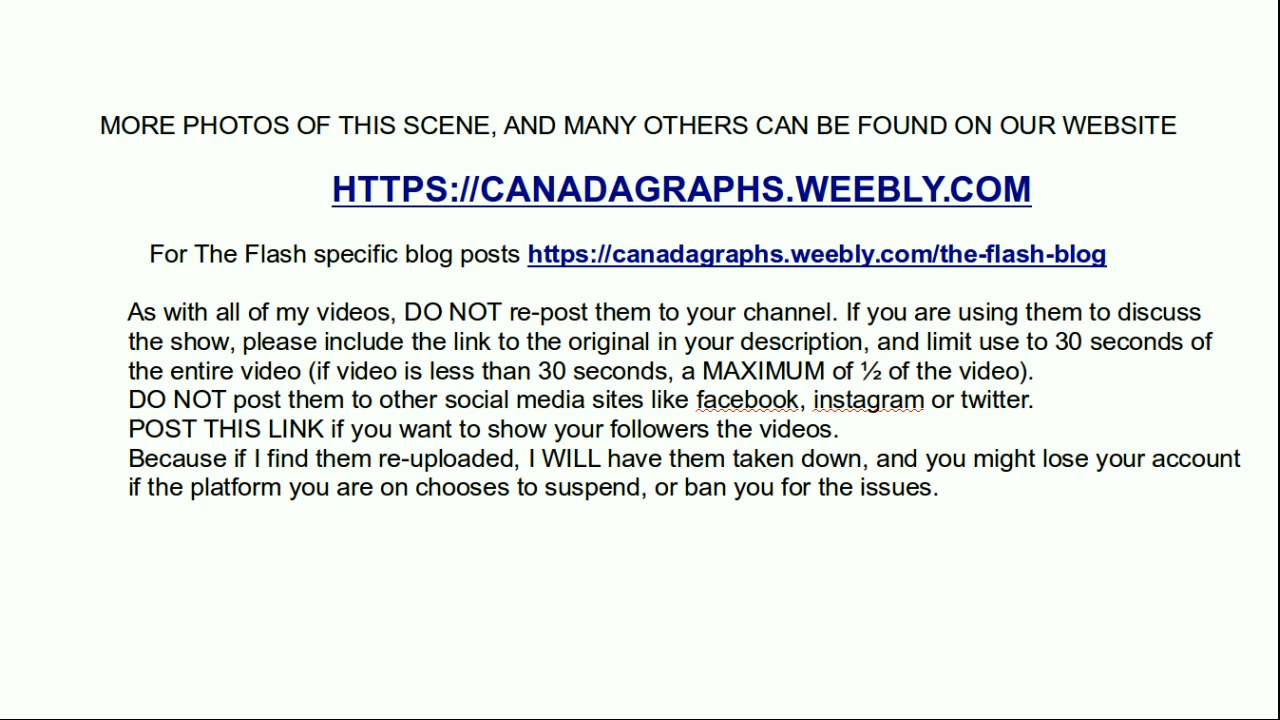 MORE PHOTOS OF THIS SCENE, AND MANY OTHERS CAN BE FOUND ON OUR WEBSITE
HTTPS://CANADAGRAPHS.WEEBLY.COM
For The Flash specific blog posts https://canadagraphs.weebly.com/the-flash-blog
As with all of my videos, DO NOT re-post them to your channel. If you are using them to discuss
the show, please include the link to the original in your description, and limit use to 30 seconds of
the entire video (if video is less than 30 seconds, a MAXIMUM of ½ of the video).
DO NOT post them to other social media sites like facebook, instagram or twitter.
POST THIS LINK if you want to show your followers the videos.
Because if I find them re-uploaded, I WILL have them taken down, and you might lose your account
if the platform you are on chooses to suspend, or ban you for the issues.